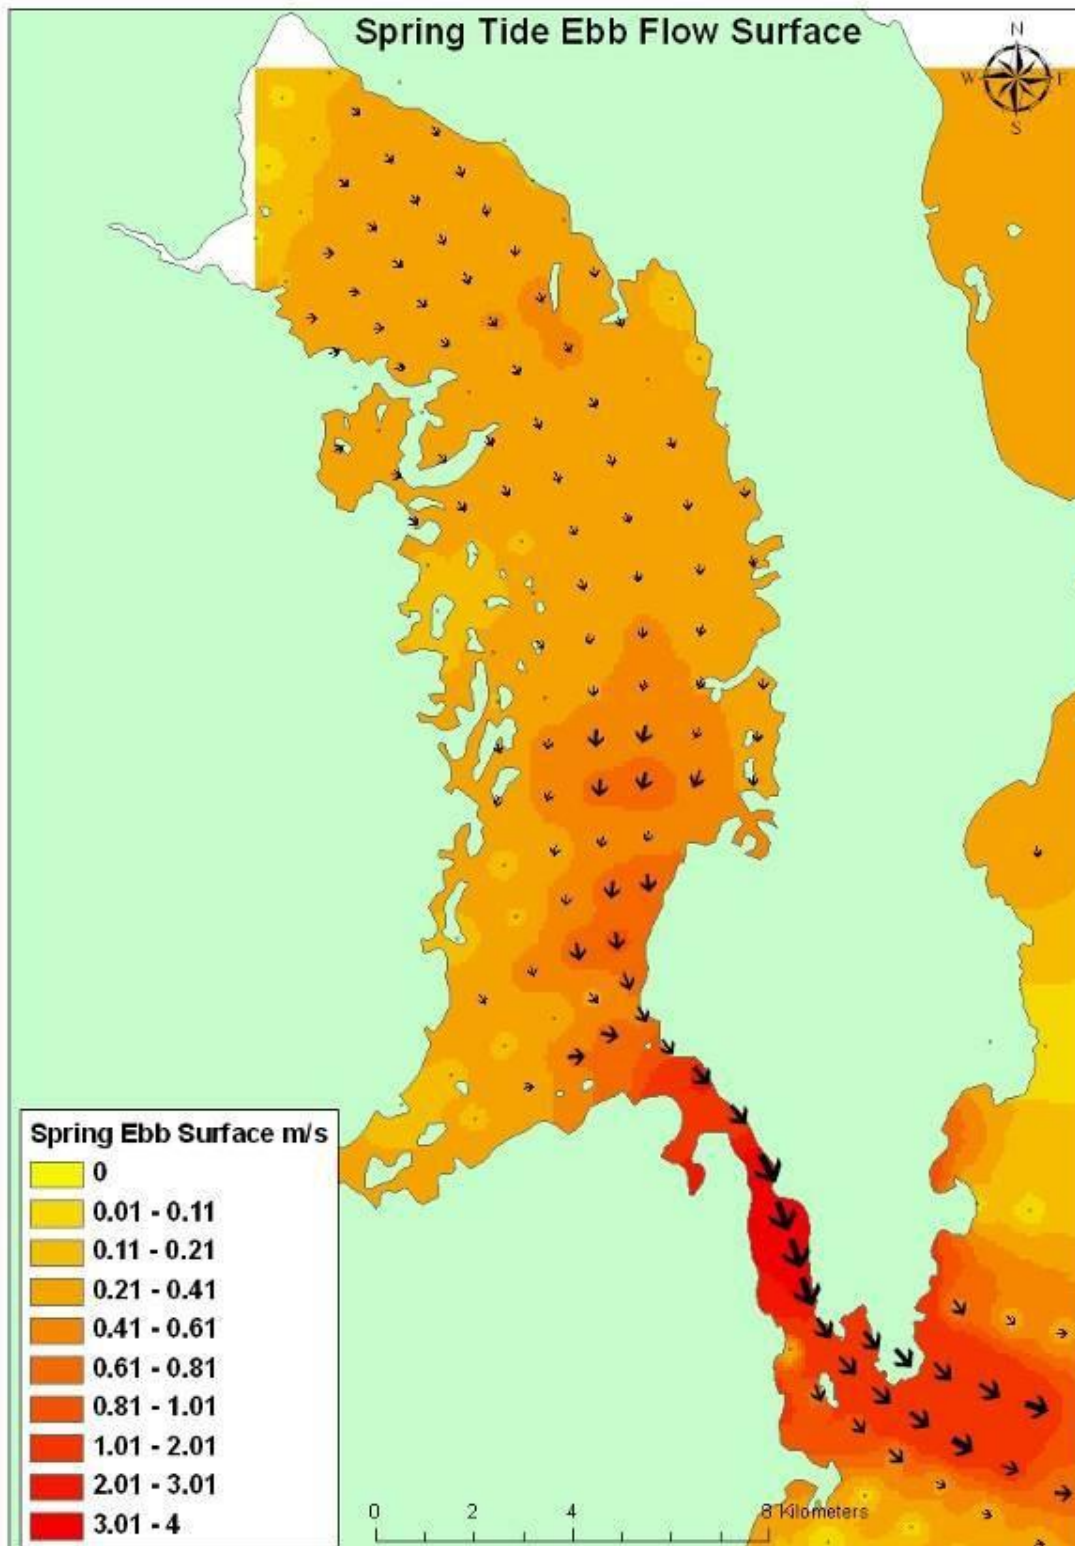 Spring Tide Ebb Flow Surface
N
W E
S
Spring Ebb Surface m/s
0
0.01 - 0.11
0.11 - 0.21
0.21 - 0.41
0.41 - 0.61
0.61 - 0.81
0.81 - 1.01
1.01 - 2.01
2.01 - 3.01
3.01 - 4
0 2 4 8 Kilometers